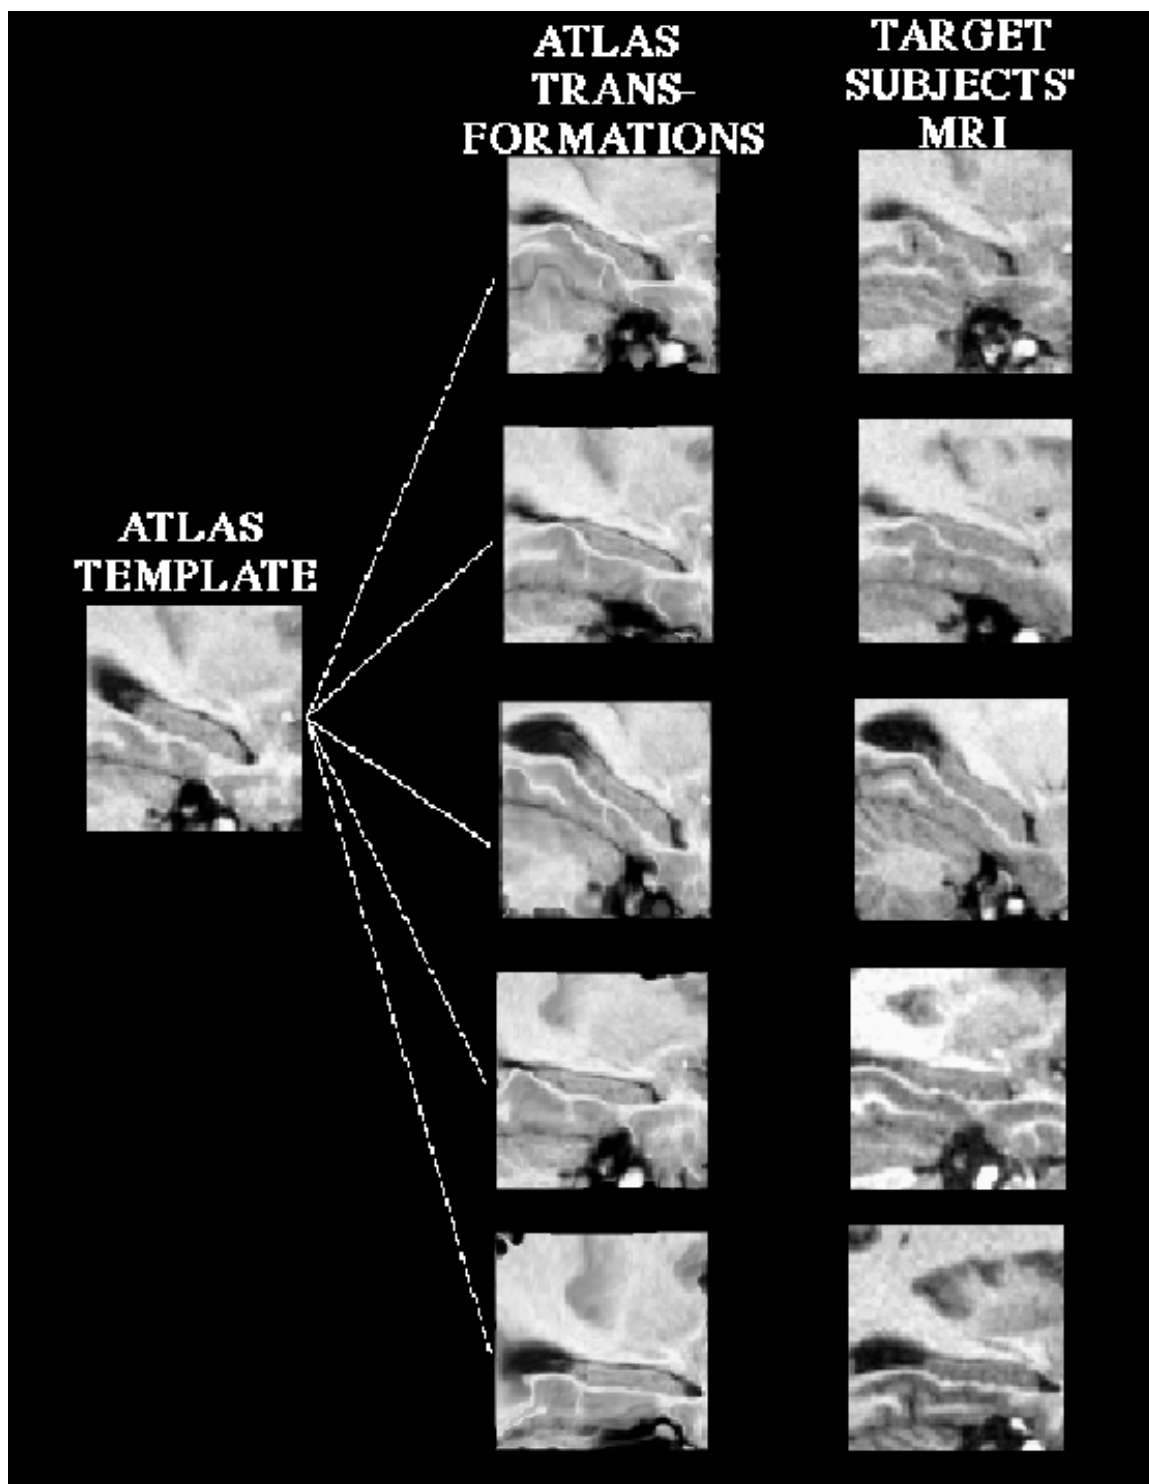 ATLAS
TRANS-
FORMATIONS
TARGET
SUBJECTS'
MRI
ATLAS
TEMPLATE